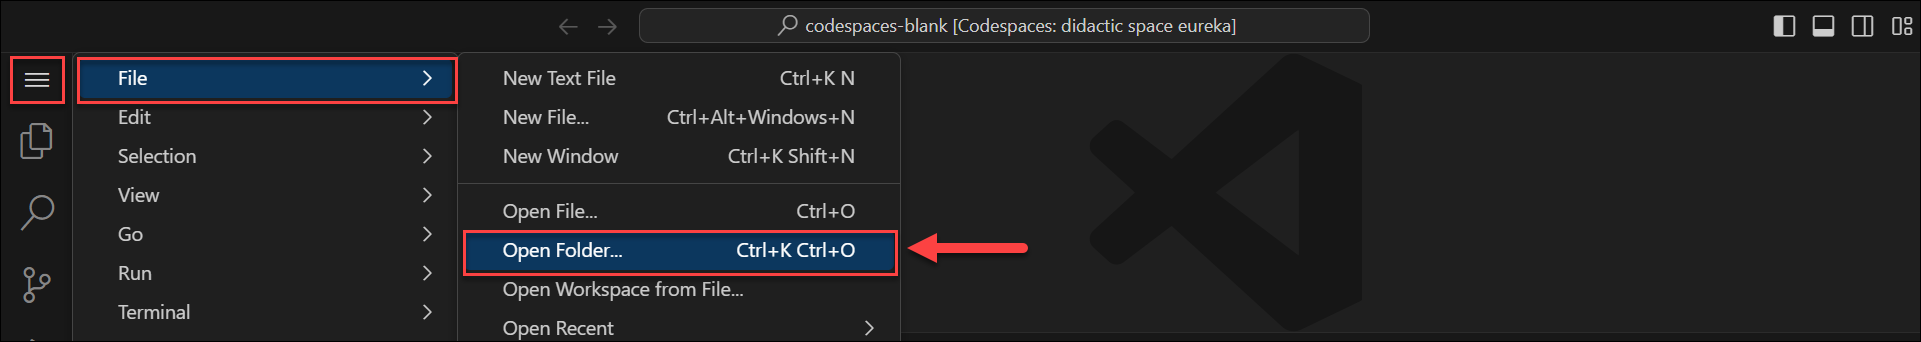 codespaces-blank [Codespaces: didactic space eureka]
File
Edit
Selection
View
Go
Run
Terminal
New Text File Ctrl+K N
New File... Ctrl+Alt+Windows+N
New Window Ctrl+K Shift+N
Open File... Ctrl+O
Open Folder... Ctrl+K Ctrl+O
Open Workspace from File...
Open Recent